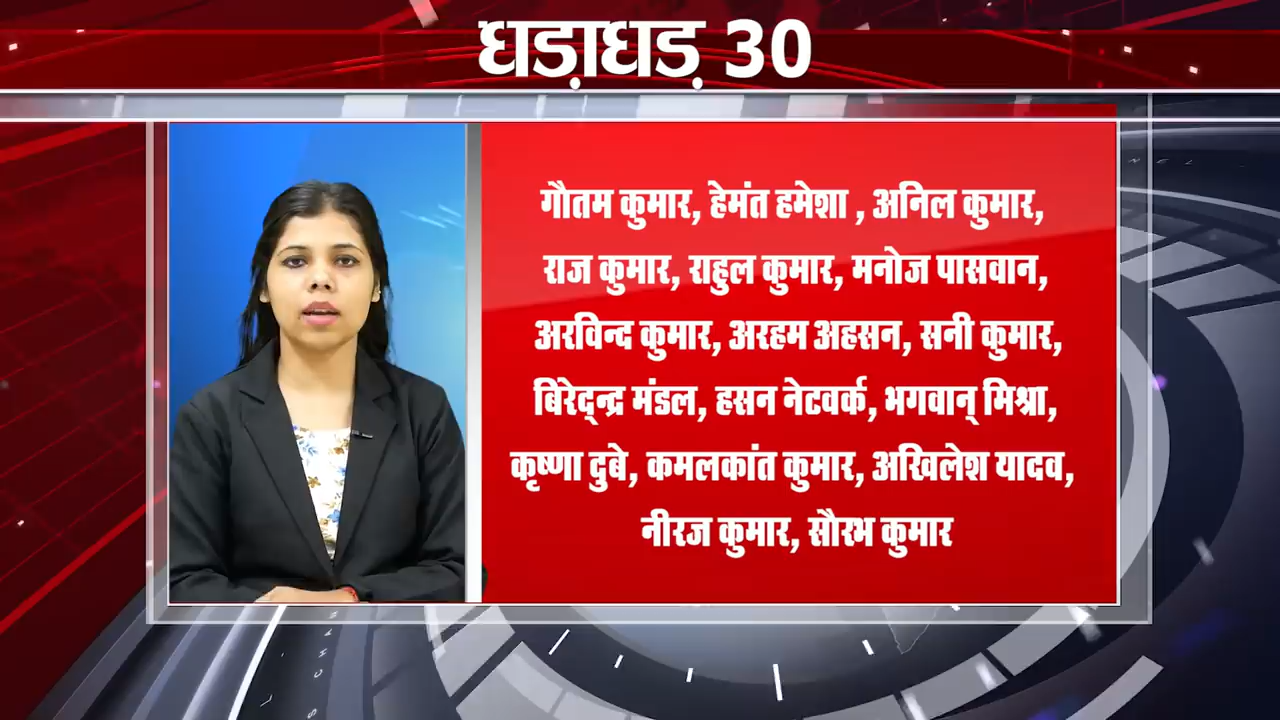 धड़ाधड़ 30
गौतम कुमार, हेमंत हमेशा , अनिल कुमार,
राज कुमार, राहुल कुमार, मनोज पासवान,
अरविन्द कुमार, अरहम अहसन, सनी कुमार,
बिरेद्न्द्र मंडल, हसन नेटवर्क, भगवान् मिश्रा,
कृष्णा दुबे, कमलकांत कुमार, अखिलेश यादव,
नीरज कुमार, सौरभ कुमार